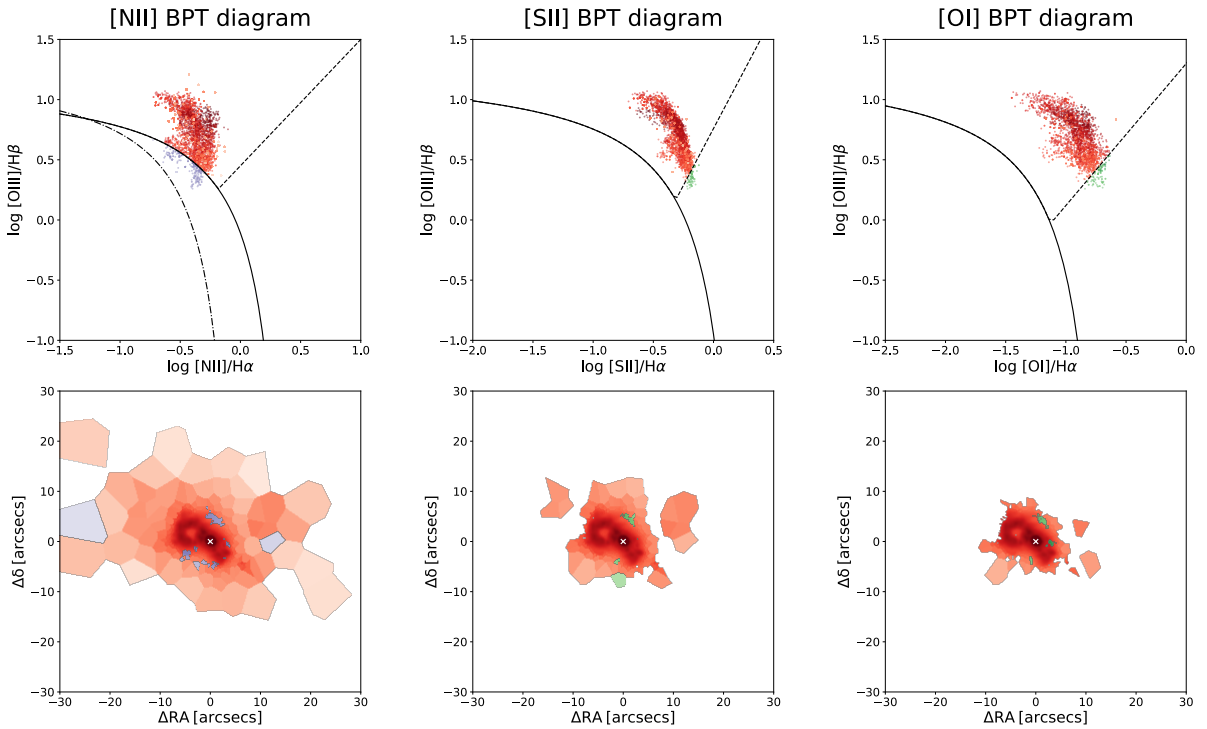 [NII] BPT diagram
[SII] BPT diagram
[OI] BPT diagram
1.5
1.0
0.5
0.0
−0.5
−1.0
log [OIII]/Hβ
−1.5 −1.0 −0.5 0.0 0.5 1.0
log [NII]/Hα
1.5
1.0
0.5
0.0
−0.5
−1.0
log [OIII]/Hβ
−2.0 −1.5 −1.0 −0.5 0.0 0.5
log [SII]/Hα
1.5
1.0
0.5
0.0
−0.5
−1.0
log [OIII]/Hβ
−2.5 −2.0 −1.5 −1.0 −0.5 0.0
log [OI]/Hα
30
20
10
0
−10
−20
−30
Δδ [arcsecs]
−30 −20 −10 0 10 20 30
ΔRA [arcsecs]
30
20
10
0
−10
−20
−30
Δδ [arcsecs]
−30 −20 −10 0 10 20 30
ΔRA [arcsecs]
30
20
10
0
−10
−20
−30
Δδ [arcsecs]
−30 −20 −10 0 10 20 30
ΔRA [arcsecs]